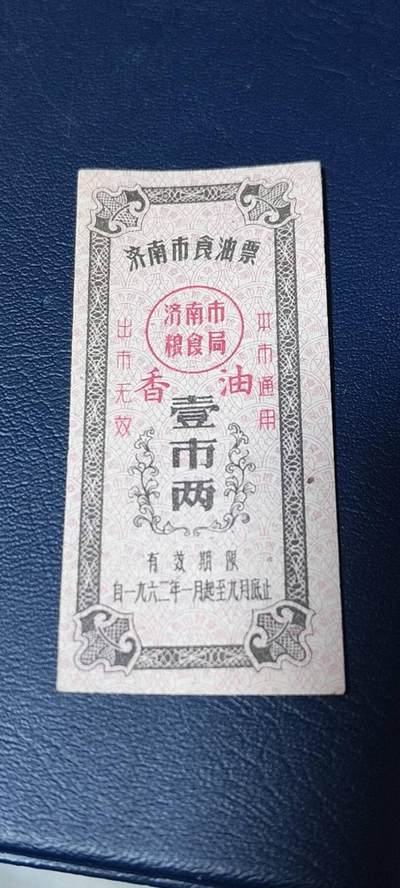 济南市食油票
济南市
粮食局
本市通用
出市无效
香油
壹市两
有效期限
自一九六二年一月起至九月底止